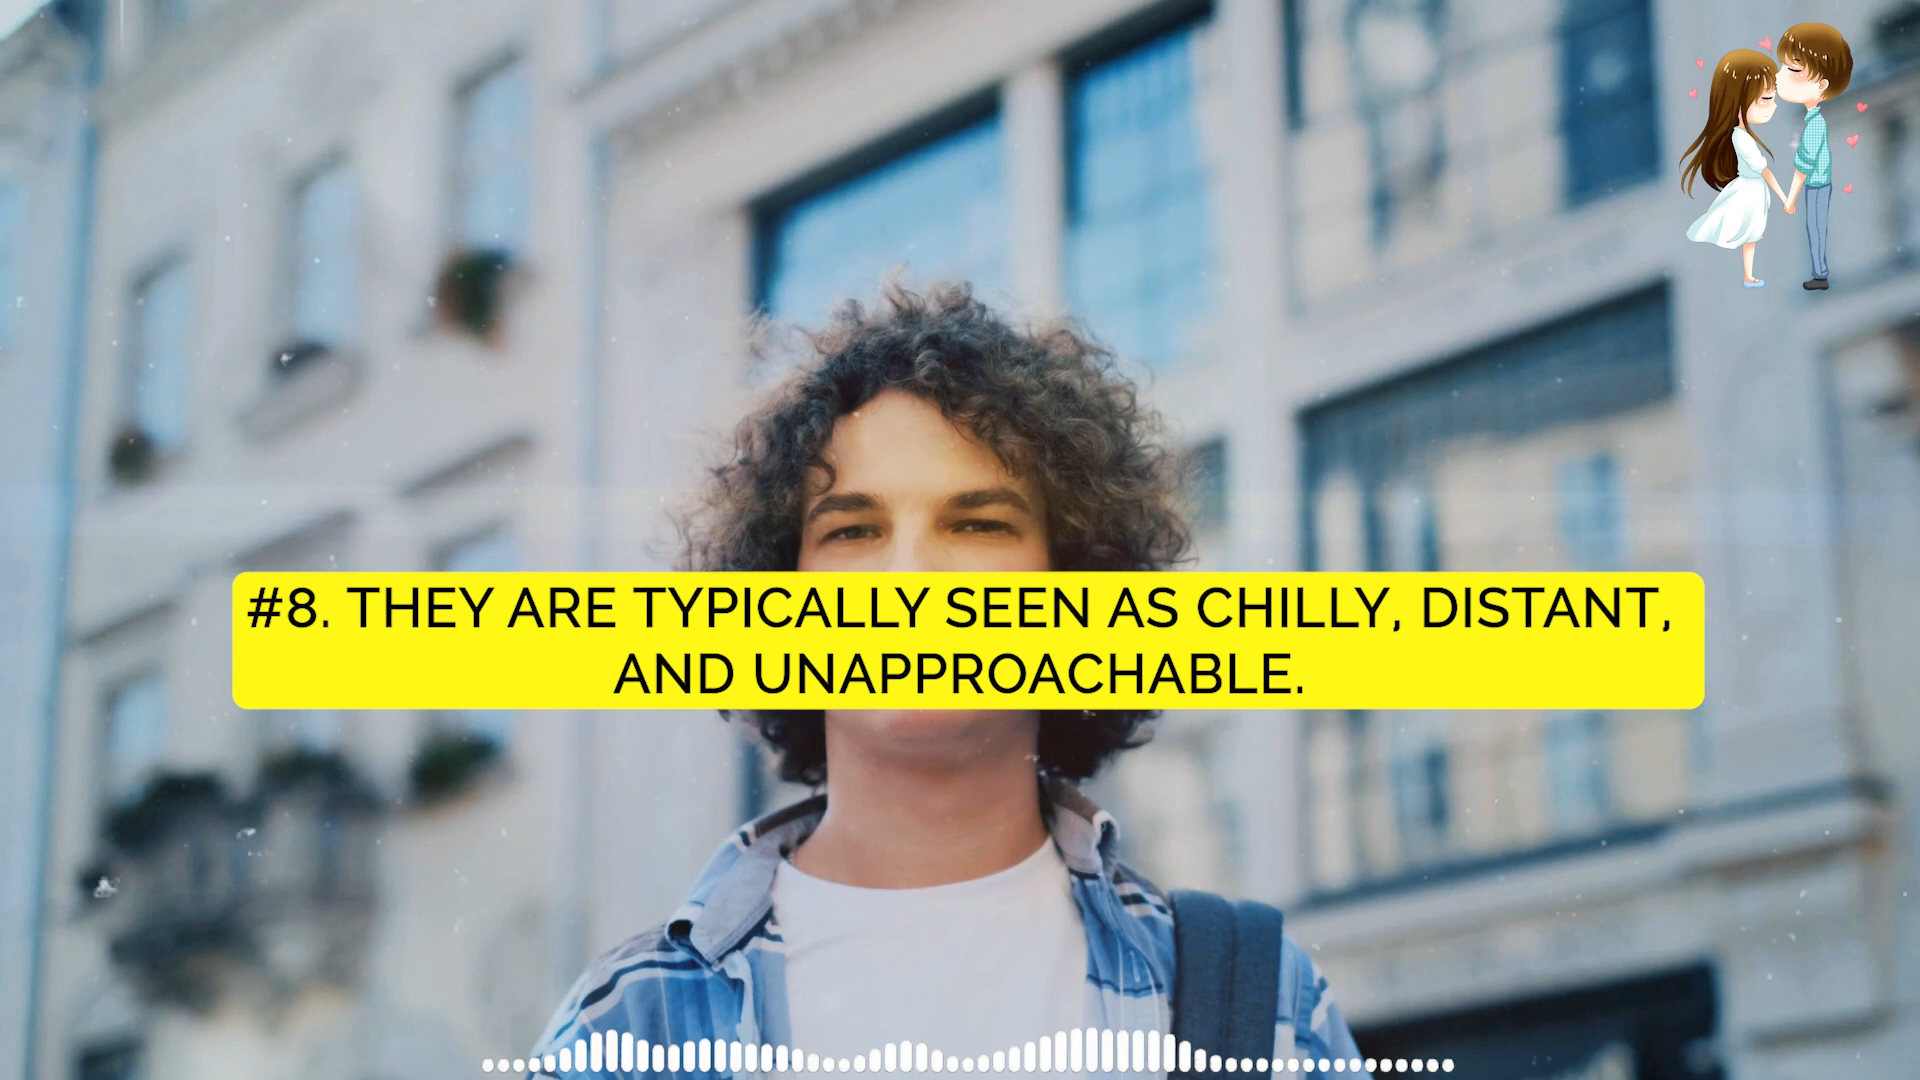 #8. THEY ARE TYPICALLY SEEN AS CHILLY, DISTANT,
AND UNAPPROACHABLE.